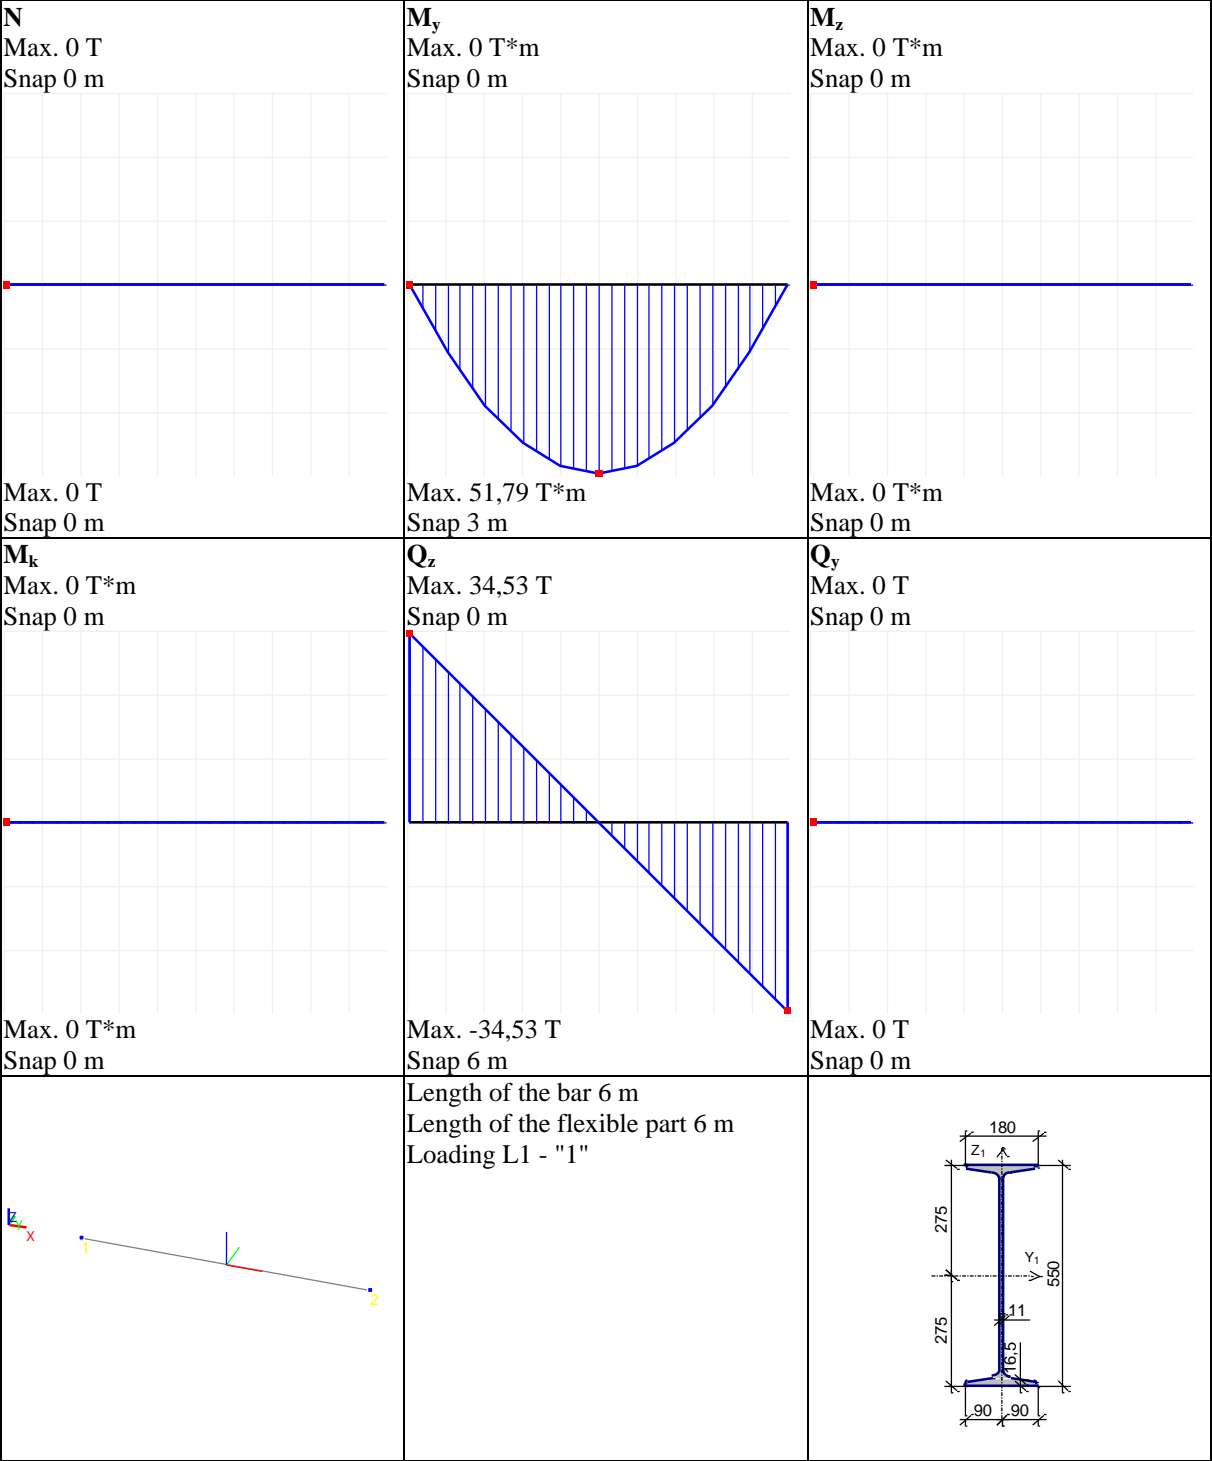 N
Max. 0 T
Snap 0 m
Max. 0 T
Snap 0 m
My
Max. 0 T*m
Snap 0 m
Max. 51,79 T*m
Snap 3 m
Mz
Max. 0 T*m
Snap 0 m
Max. 0 T*m
Snap 0 m
Mk
Max. 0 T*m
Snap 0 m
Max. 0 T*m
Snap 0 m
Qz
Max. 34,53 T
Snap 0 m
Max. -34,53 T
Snap 6 m
Qy
Max. 0 T
Snap 0 m
Max. 0 T
Snap 0 m
Z
Y
X
1
2
Length of the bar 6 m
Length of the flexible part 6 m
Loading L1 - "1"
180
Z1
275
Y1
550
275
11
16,5
90
90